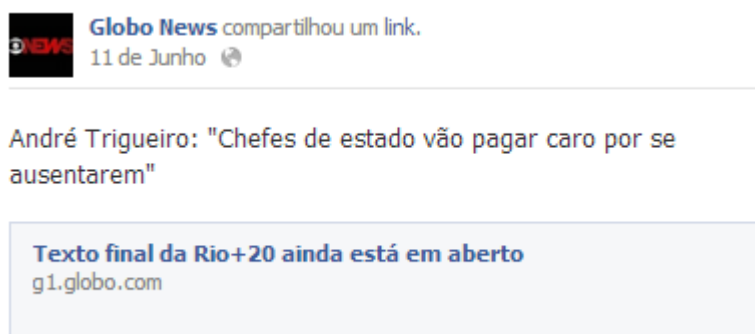 NEWS
Globo News compartilhou um link.
11 de Junho
André Trigueiro: "Chefes de estado vão pagar caro por se
ausentarem"
Texto final da Rio+20 ainda está em aberto
g1.globo.com